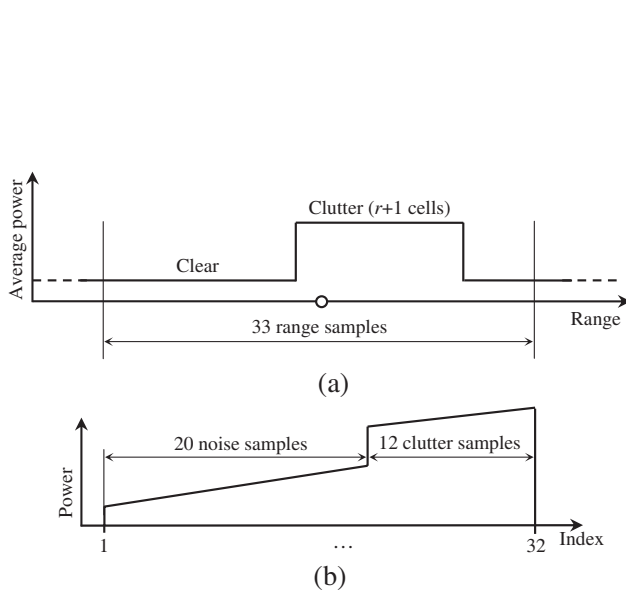 Average power
Clutter (r+1 cells)
Clear
Range
33 range samples
(a)
Power
20 noise samples
12 clutter samples
1
...
32
Index
(b)